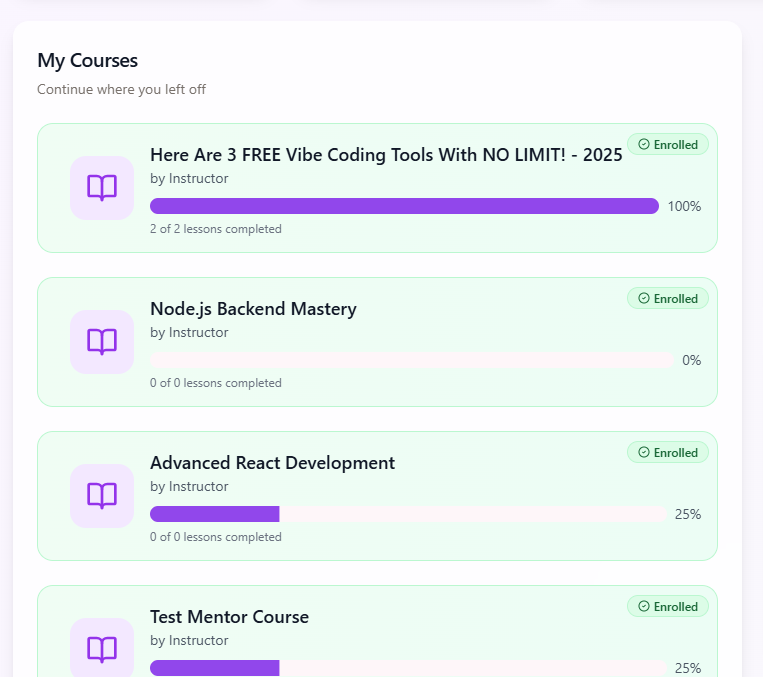 My Courses
Continue where you left off
Here Are 3 FREE Vibe Coding Tools With NO LIMIT! - 2025
Enrolled
by Instructor
100%
2 of 2 lessons completed
Node.js Backend Mastery
Enrolled
by Instructor
0%
0 of 0 lessons completed
Advanced React Development
Enrolled
by Instructor
25%
0 of 0 lessons completed
Test Mentor Course
Enrolled
by Instructor
25%